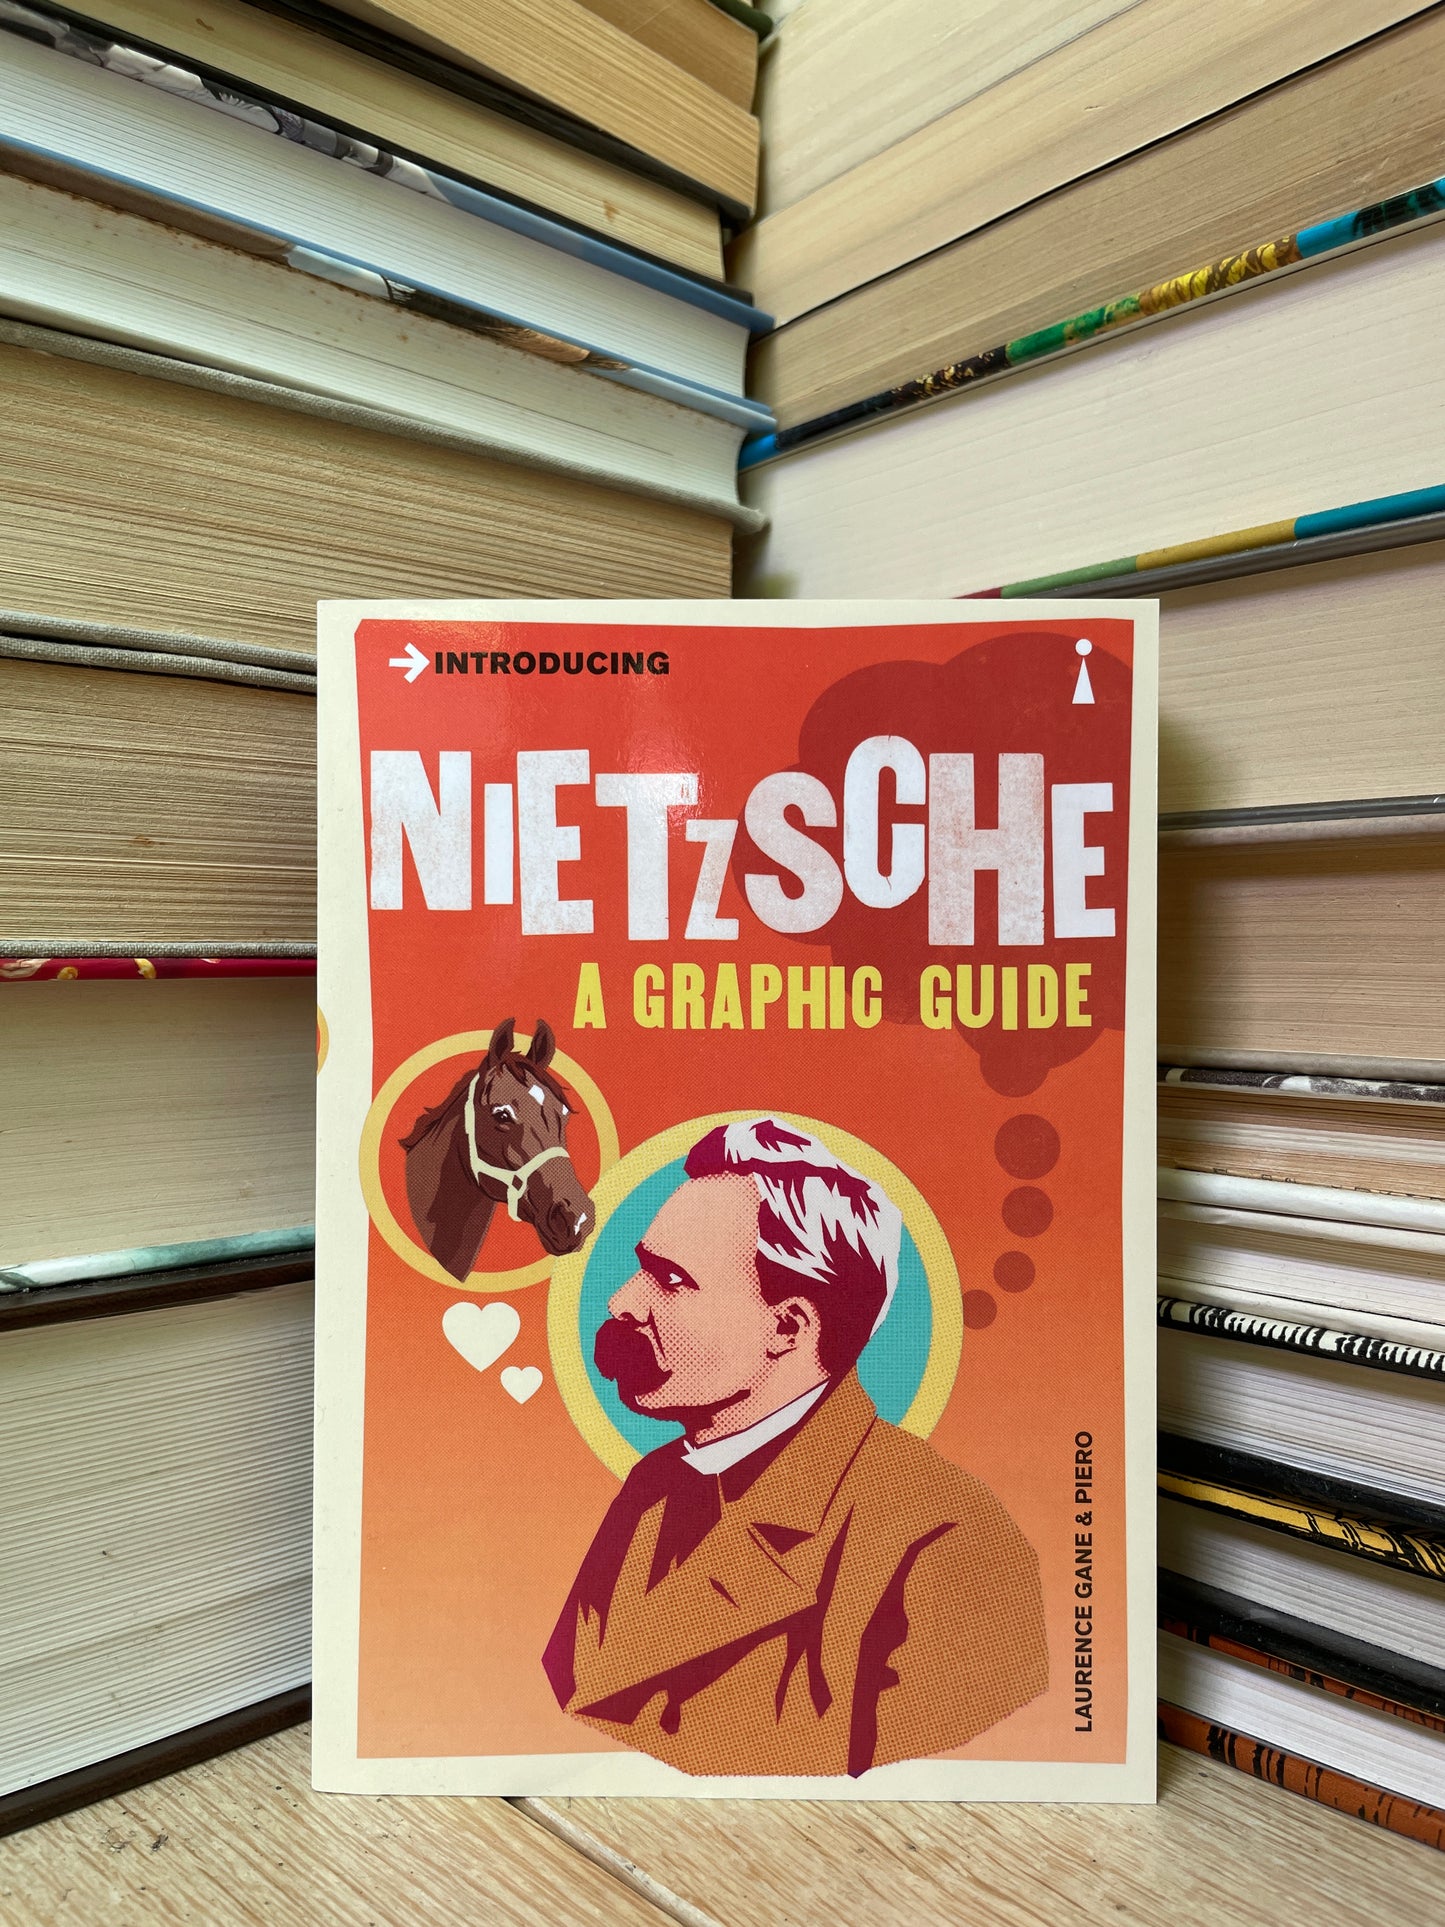 INTRODUCING
NIETZSCHE
A GRAPHIC GUIDE
LAURENCE GANE & PIERO